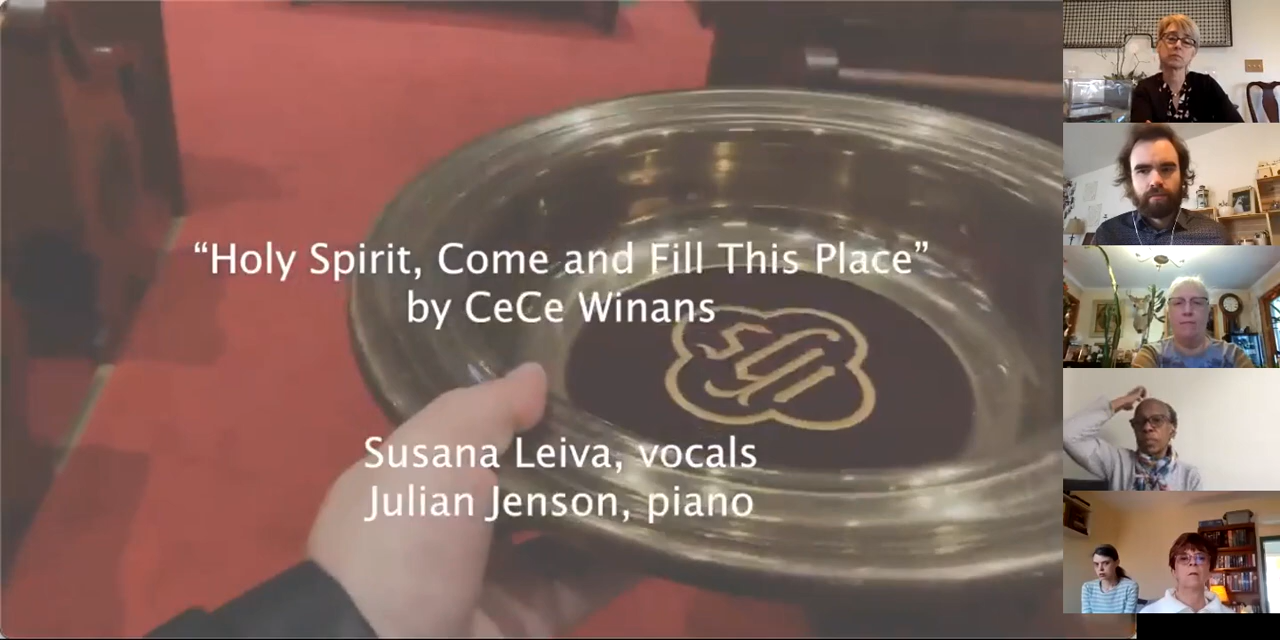 “Holy Spirit, Come and Fill This Place”
by CeCe Winans
Susana Leiva, vocals
Julian Jenson, piano